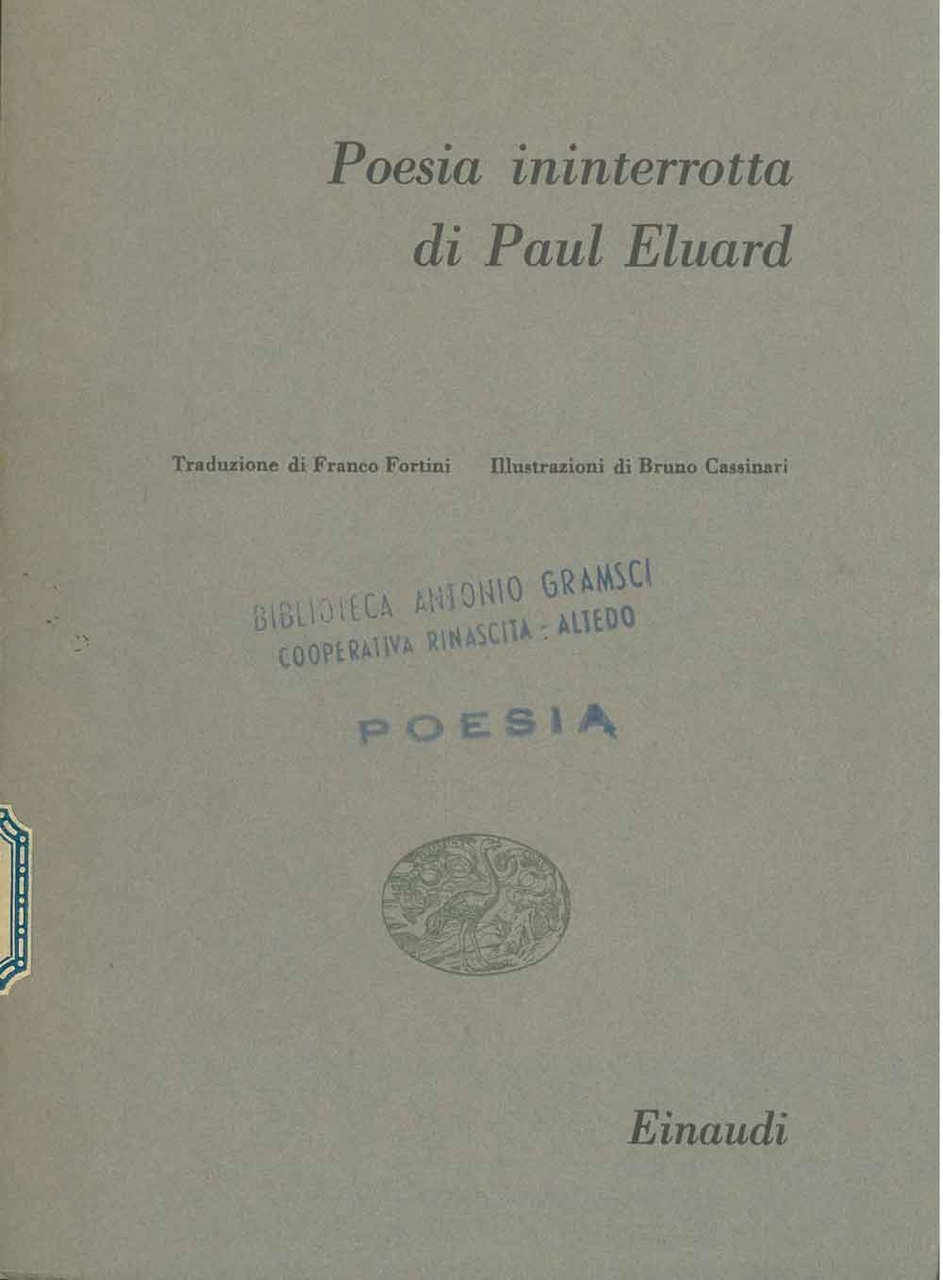 Poesia ininterrotta
di Paul Eluard
Traduzione di Franco Fortini Illustrazioni di Bruno Cassinari
BIBLIOTECA ANTONIO GRAMSCI
COOPERATIVA RINASCITA - ALTEDO
POESIA
Einaudi